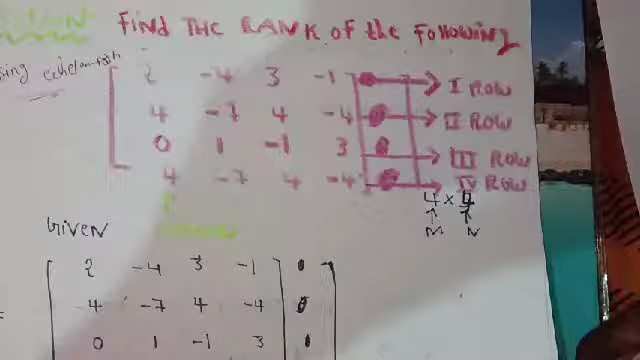 FIND THE RANK OF the Following
using echelon
2 -4 3 -1 → I ROW
4 -7 4 -4 → II ROW
0 1 -1 3 → III ROW
4 -7 4 -4 → IV ROW
4 x 4
M N
Given
2 -4 3 -1 0
-4 -7 4 -4 0
0 1 -1 3